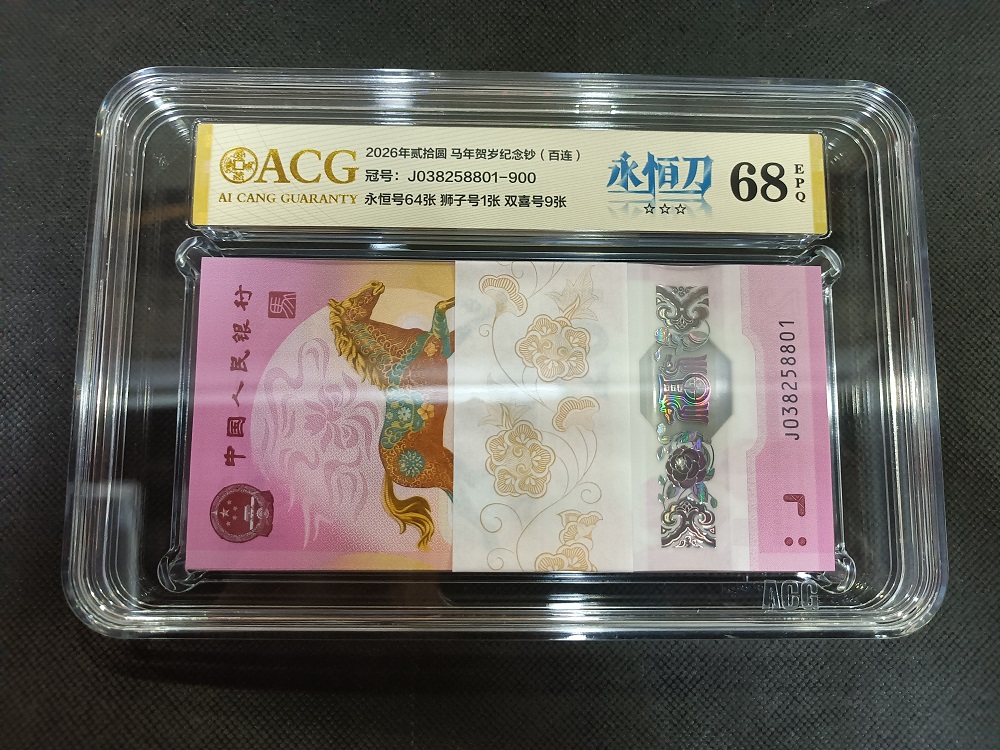 ACG
AI CANG GUARANTY
2026年贰拾圆 马年贺岁纪念钞（百连）
冠号：J038258801-900
永恒号64张 狮子号1张 双喜号9张
永恒刀
☆☆☆
68
EPQ
中国人民银行
馬
J038258801
ACG